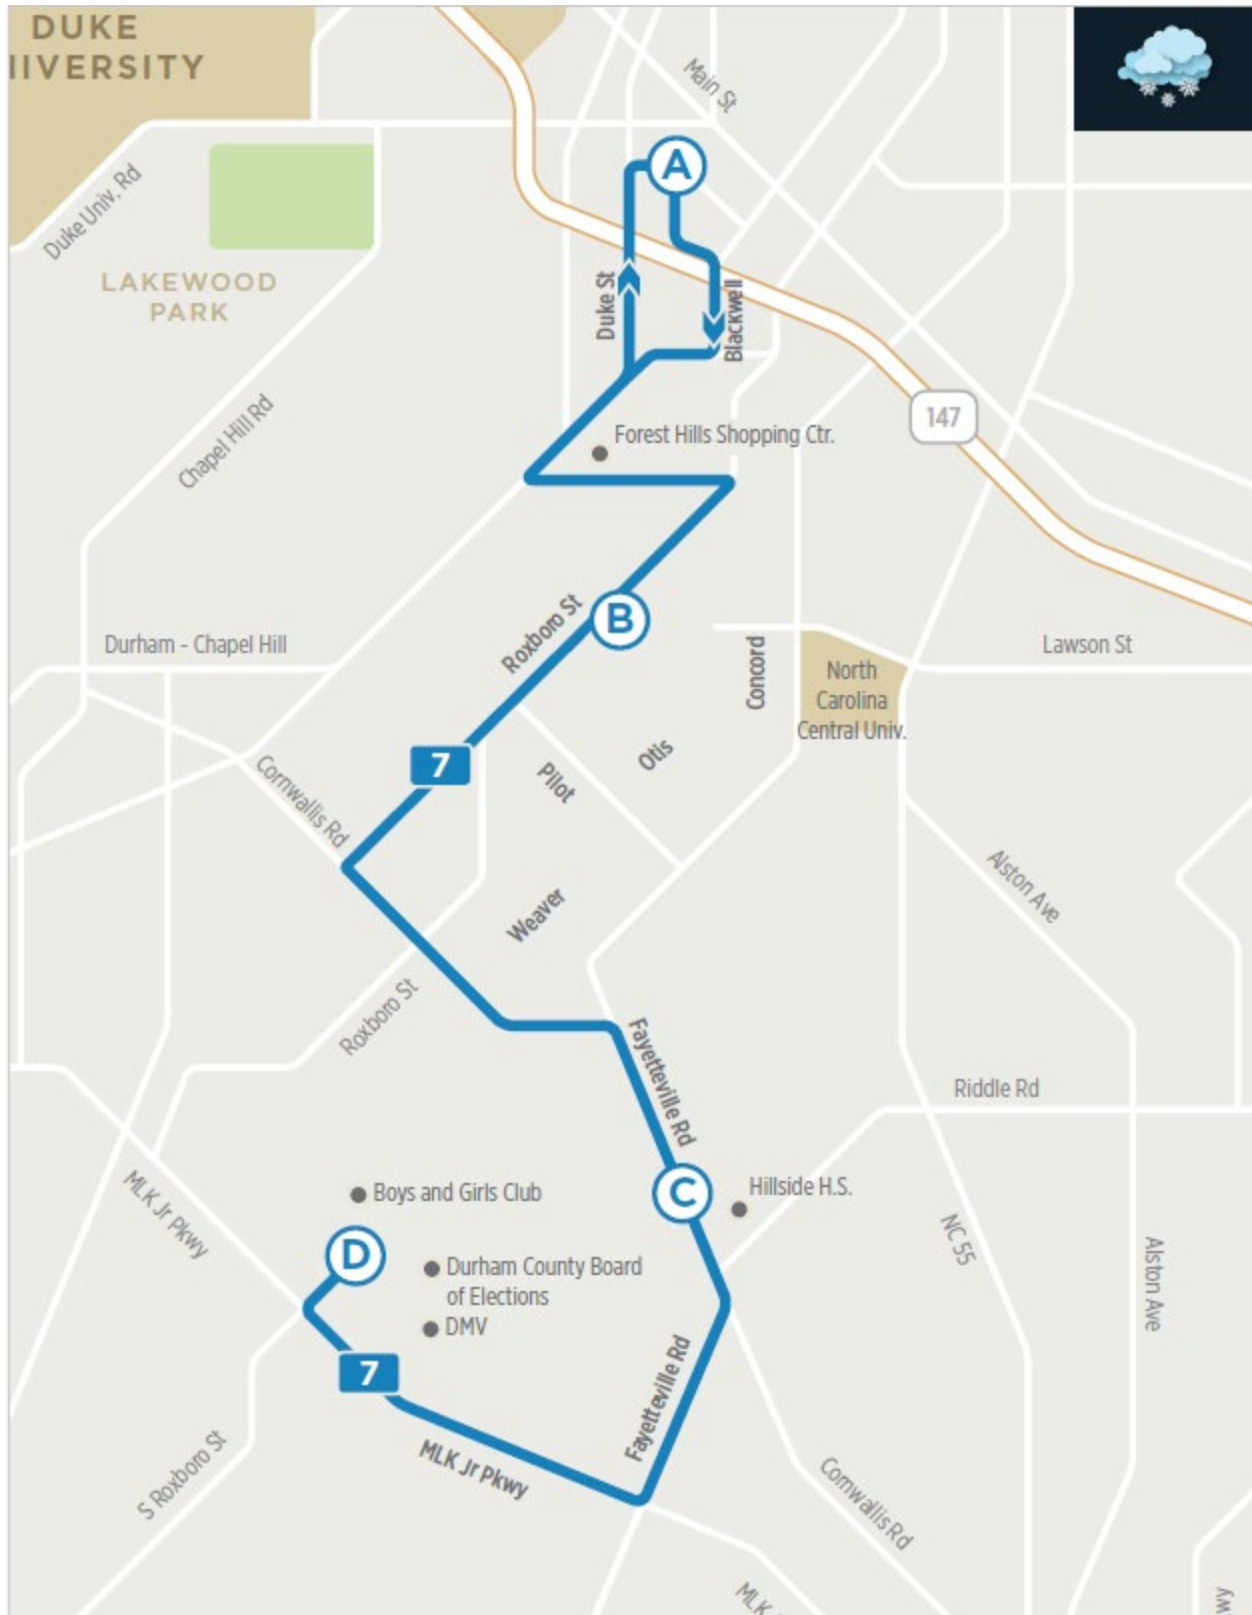 DUKE
IIVERSITY
Main St
A
Duke Univ. Rd
LAKEWOOD
PARK
Duke St
Blackwell
Chapel Hill Rd
147
Forest Hills Shopping Ctr.
Roxboro St
B
Durham - Chapel Hill
Concord
Lawson St
North
Carolina
Central Univ.
7
Otis
Pilot
Cornwallis Rd
Alston Ave
Weaver
Roxboro St
Fayetteville Rd
Riddle Rd
MLK Jr Pkwy
Boys and Girls Club
C
Hillside H.S.
D
NC 55
Durham County Board
of Elections
DMV
Alston Ave
7
Fayetteville Rd
MLK Jr Pkwy
S Roxboro St
Cornwallis Rd
MLK
wy